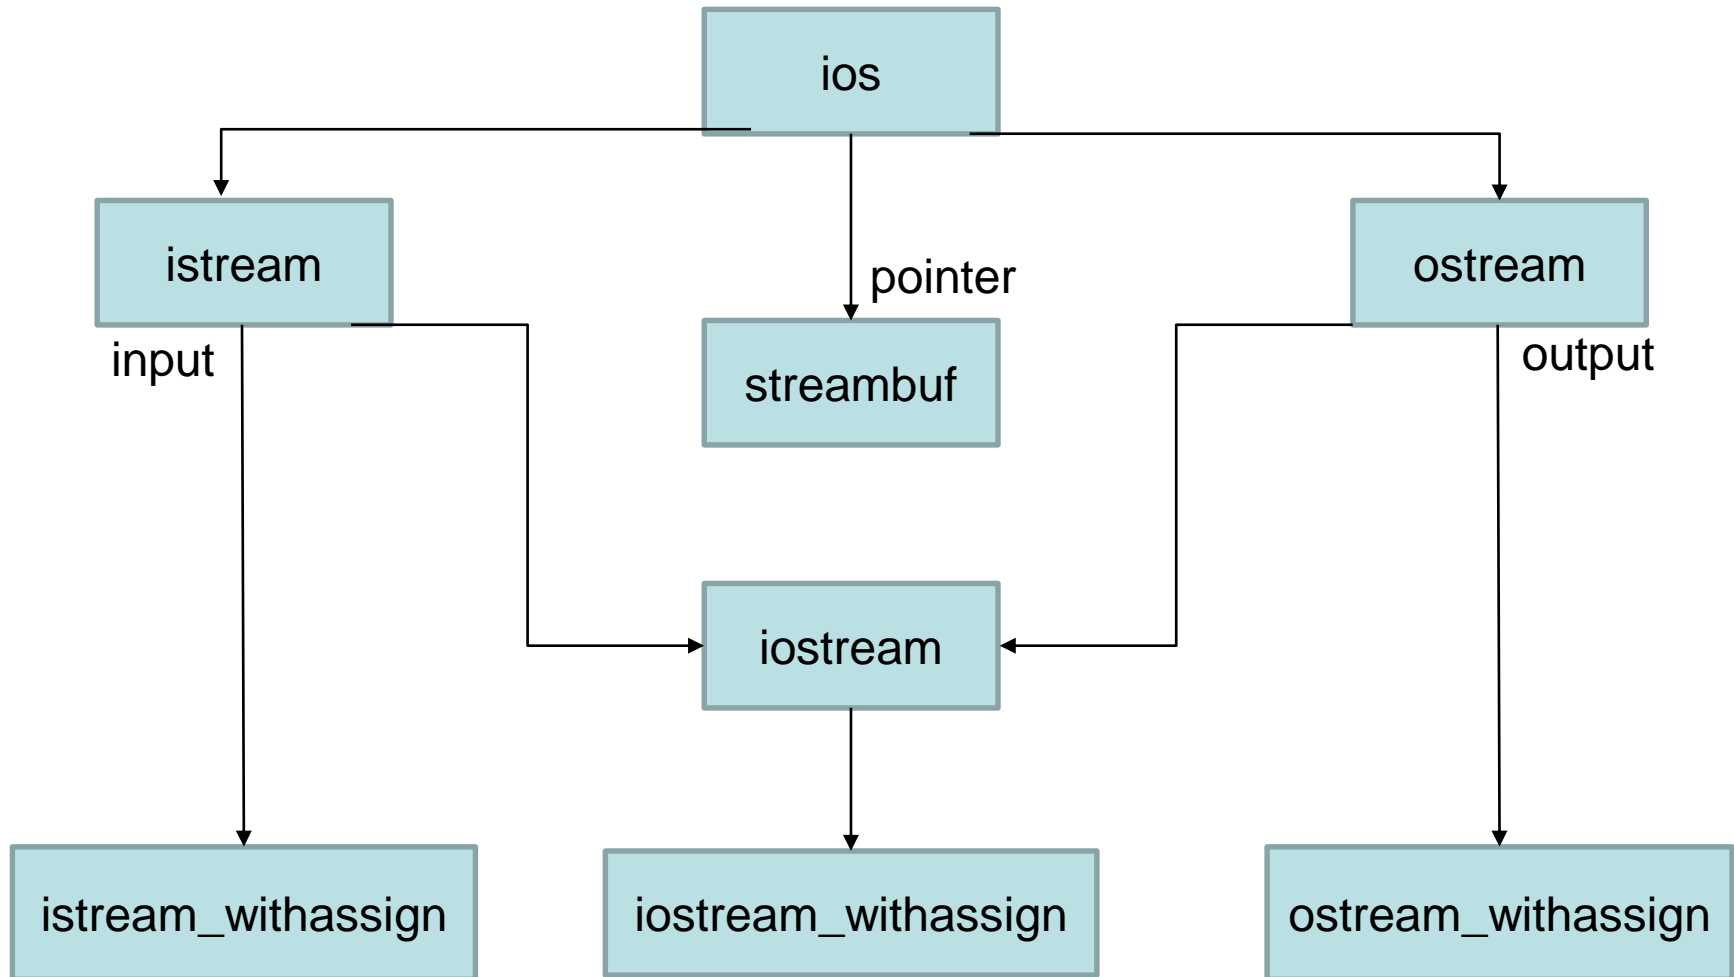 ios
istream
pointer
ostream
input
streambuf
output
iostream
istream_withassign
iostream_withassign
ostream_withassign